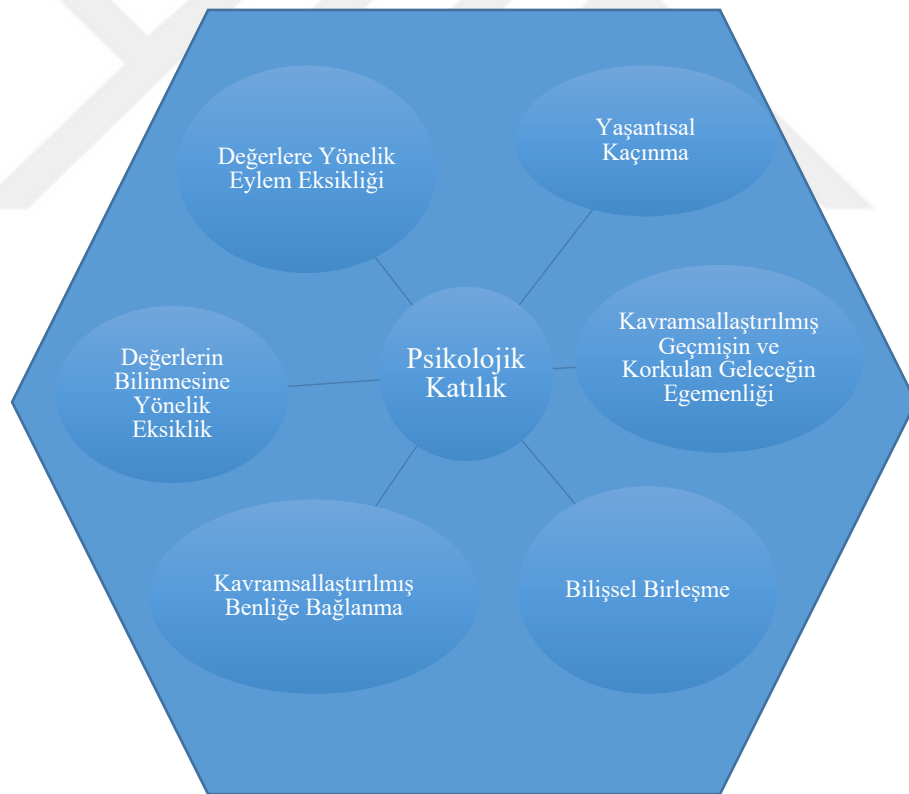 Değerlere Yönelik
Eylem Eksikliği
Yaşantısal
Kaçınma
Değerlerin
Bilinmesine
Yönelik
Eksiklik
Psikolojik
Katılık
Kavramsallaştırılmış
Geçmişin ve
Korkulan Geleceğin
Egemenliği
Kavramsallaştırılmış
Benliğe Bağlanma
Bilişsel Birleşme